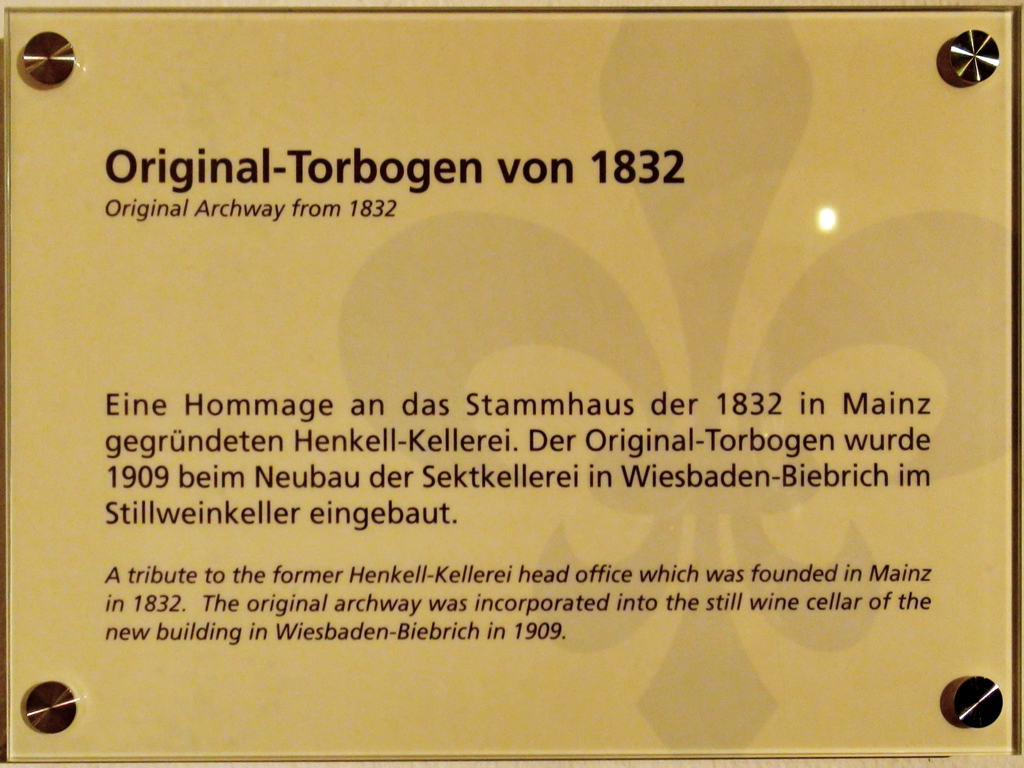 Original-Torbogen von 1832
Original Archway from 1832
Eine Hommage an das Stammhaus der 1832 in Mainz
gegründeten Henkell-Kellerei. Der Original-Torbogen wurde
1909 beim Neubau der Sektkellerei in Wiesbaden-Biebrich im
Stillweinkeller eingebaut.
A tribute to the former Henkell-Kellerei head office which was founded in Mainz
in 1832. The original archway was incorporated into the still wine cellar of the
new building in Wiesbaden-Biebrich in 1909.